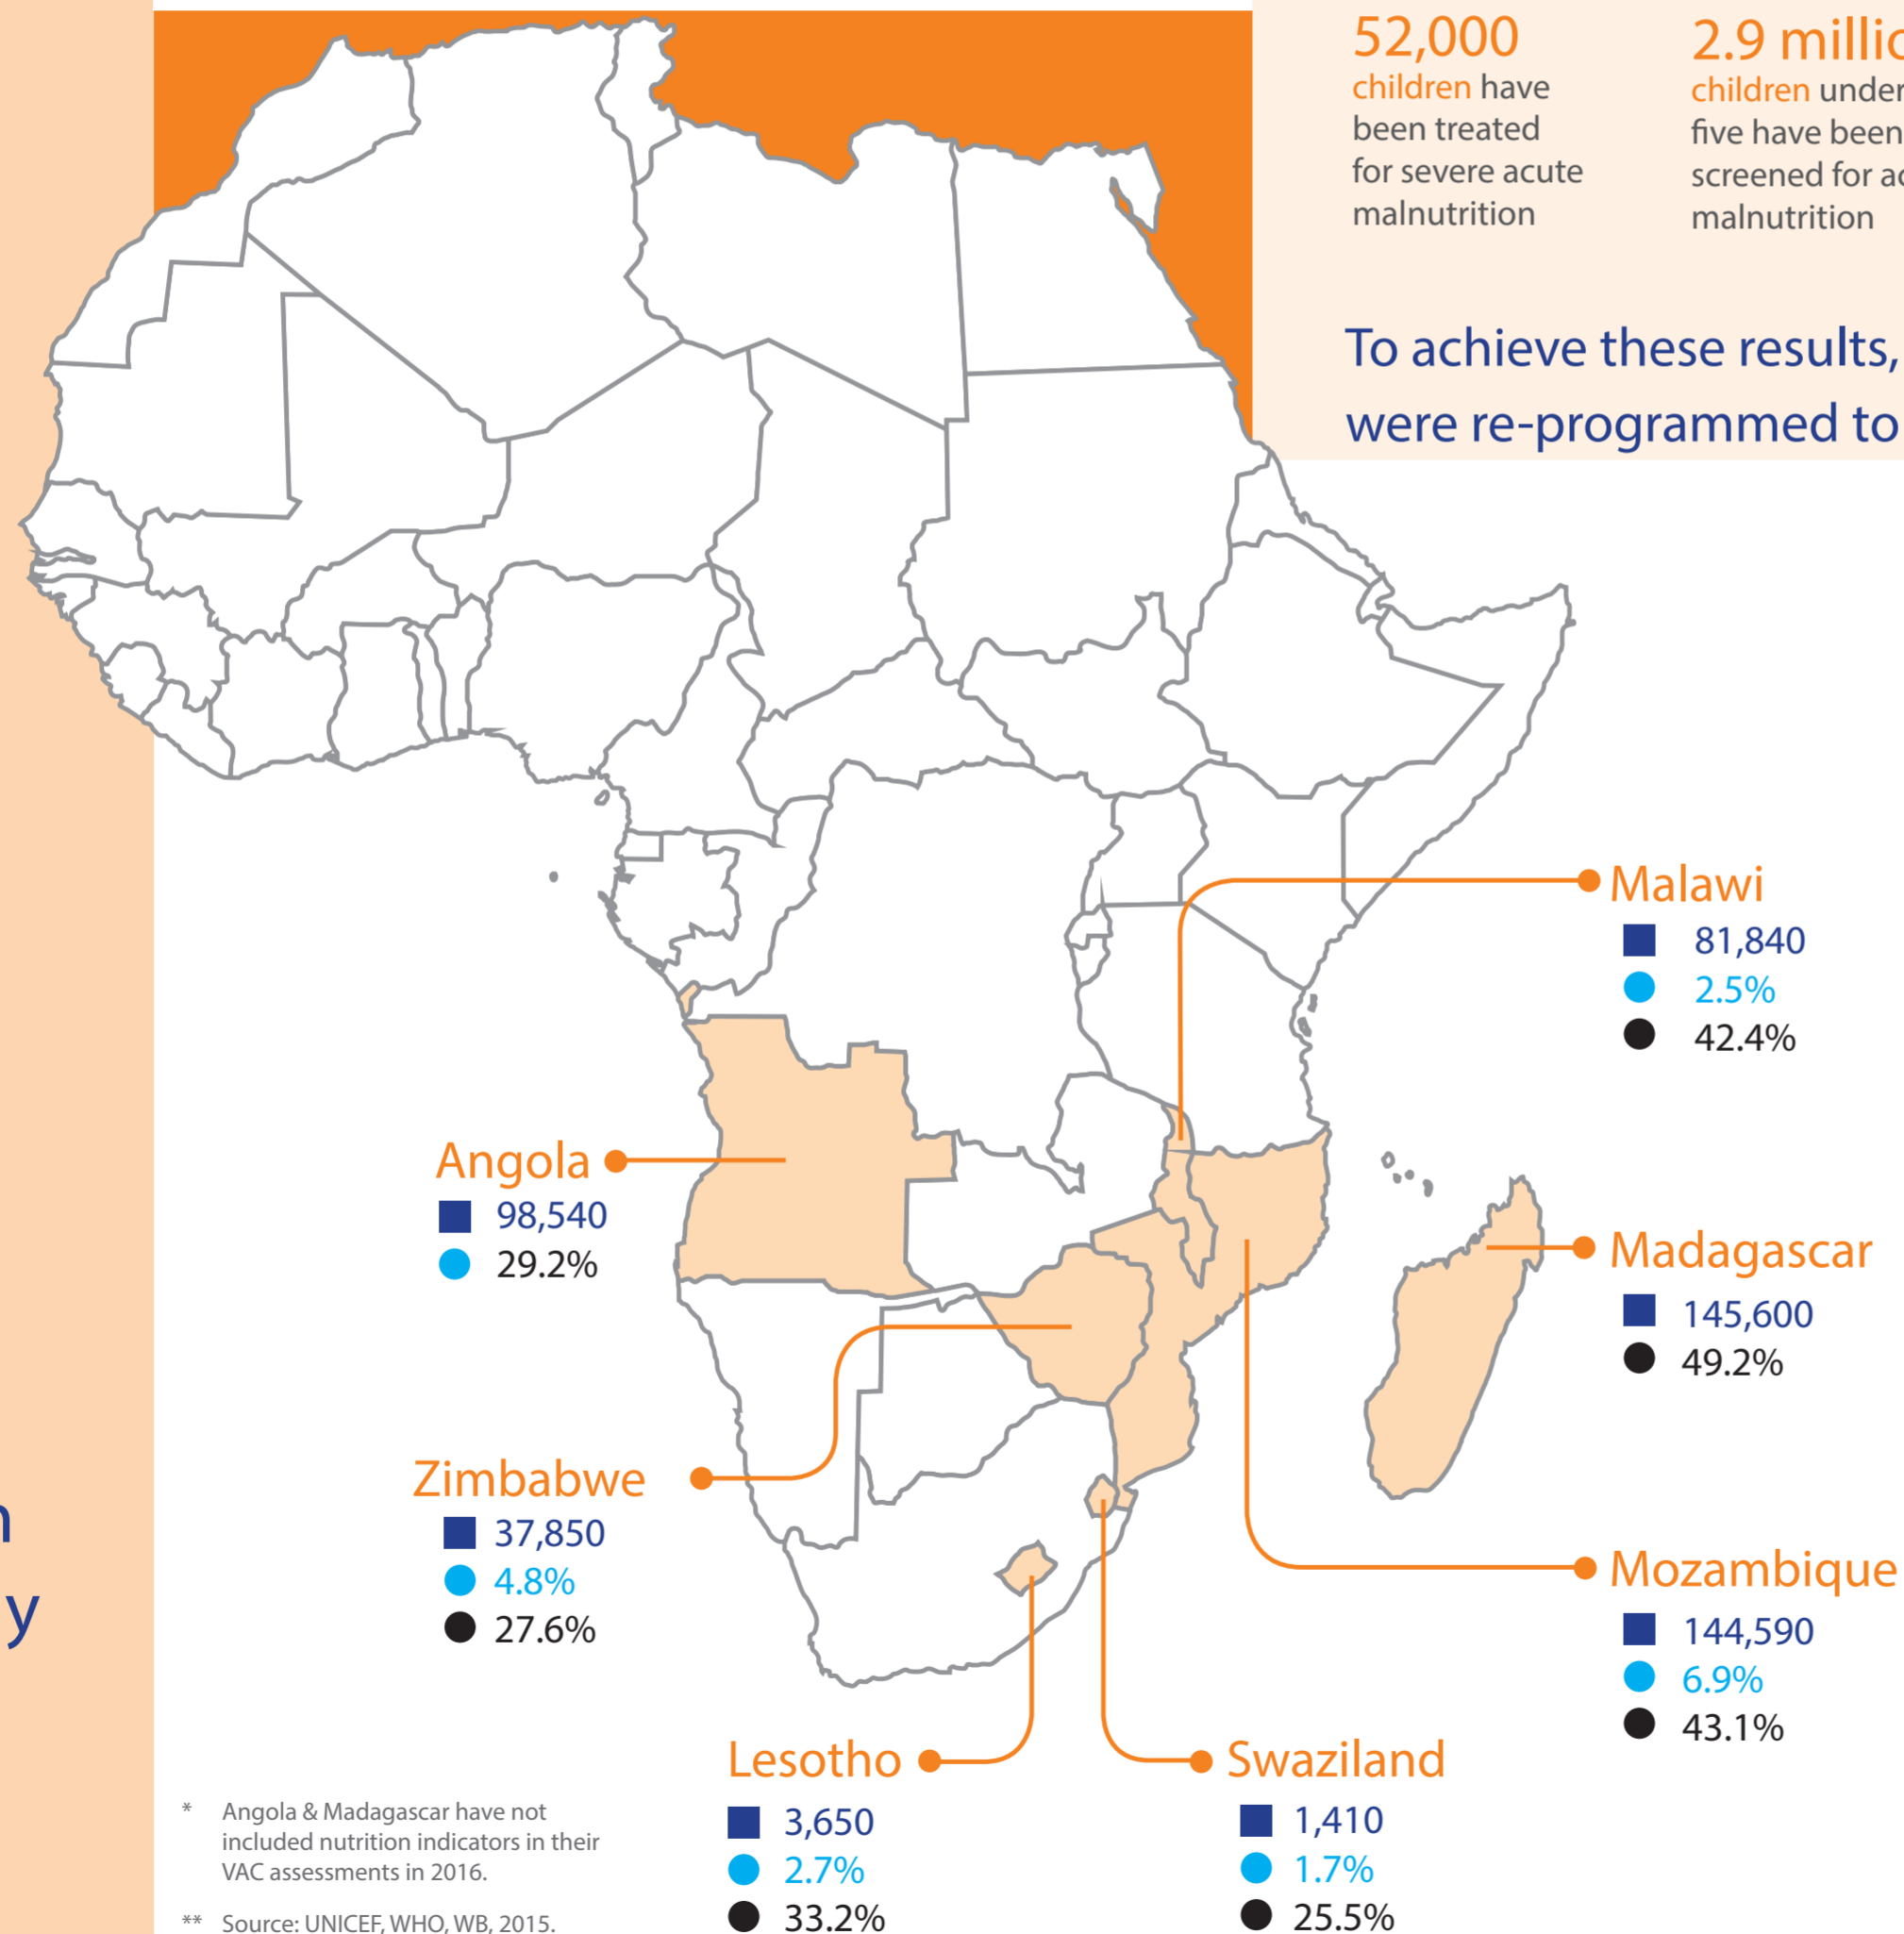 52,000
children have
been treated
for severe acute
malnutrition
2.9
children under
five have been
screened for
malnutrition
To achieve these results,
were re-programmed to
Malawi
81,840
2.5%
42.4%
Angola
98,540
29.2%
Madagascar
145,600
49.2%
Zimbabwe
37,850
4.8%
27.6%
Mozambique
144,590
6.9%
43.1%
Lesotho
3,650
2.7%
33.2%
Swaziland
1,410
1.7%
25.5%
* Angola & Madagascar have not
included nutrition indicators in their
VAC assessments in 2016.
** Source: UNICEF, WHO, WB, 2015.